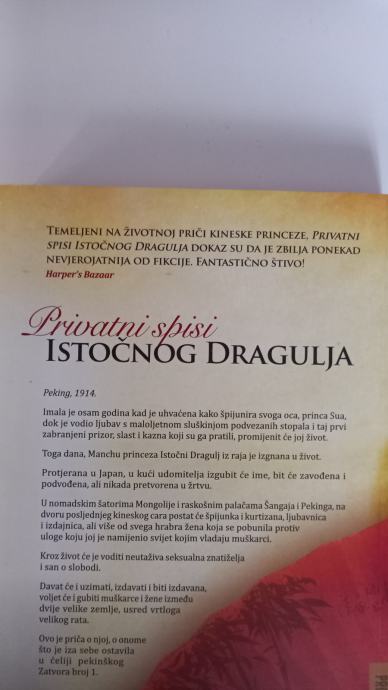 TEMELJENI NA ŽIVOTNOJ PRIČI KINESKE PRINCEZE, PRIVATNI
SPISI ISTOČNOG DRAGULJA DOKAZ SU DA JE ZBILJA PONEKAD
NEVJEROJATNIJA OD FIKCIJE. FANTASTIČNO ŠTIVO!
Harper's Bazaar
Privatni spisi
ISTOČNOG DRAGULJA
Peking, 1914.
Imala je osam godina kad je uhvaćena kako špijunira svoga oca, princa Sua,
dok je vodio ljubav s maloljetnom sluškinjom podvezanih stopala i taj prvi
zabranjeni prizor, slast i kazna koji su ga pratili, promijenit će joj život.
Toga dana, Manchu princeza Istočni Dragulj iz raja je izgnana u život.
Protjerana u Japan, u kući udomitelja izgubit će ime, bit će zavođena i
podvođena, ali nikada pretvorena u žrtvu.
U nomadskim šatorima Mongolije i raskošnim palačama Šangaja i Pekinga, na
dvoru posljednjeg kineskog cara postat će špijunka i kurtizana, ljubavnica
i izdajnica, ali više od svega hrabra žena koja se pobunila protiv
uloge koju joj je namijenio svijet kojim vladaju muškarci.
Kroz život će je voditi neutaživa seksualna znatiželja
i san o slobodi.
Davat će i uzimati, izdavati i biti izdavana,
voljet će i gubiti muškarce i žene između
dvije velike zemlje, usred vrtloga
velikog rata.
Ovo je priča o njoj, o onome
što je iza sebe ostavila
u ćeliji pekinškog
Zatvora broj 1.